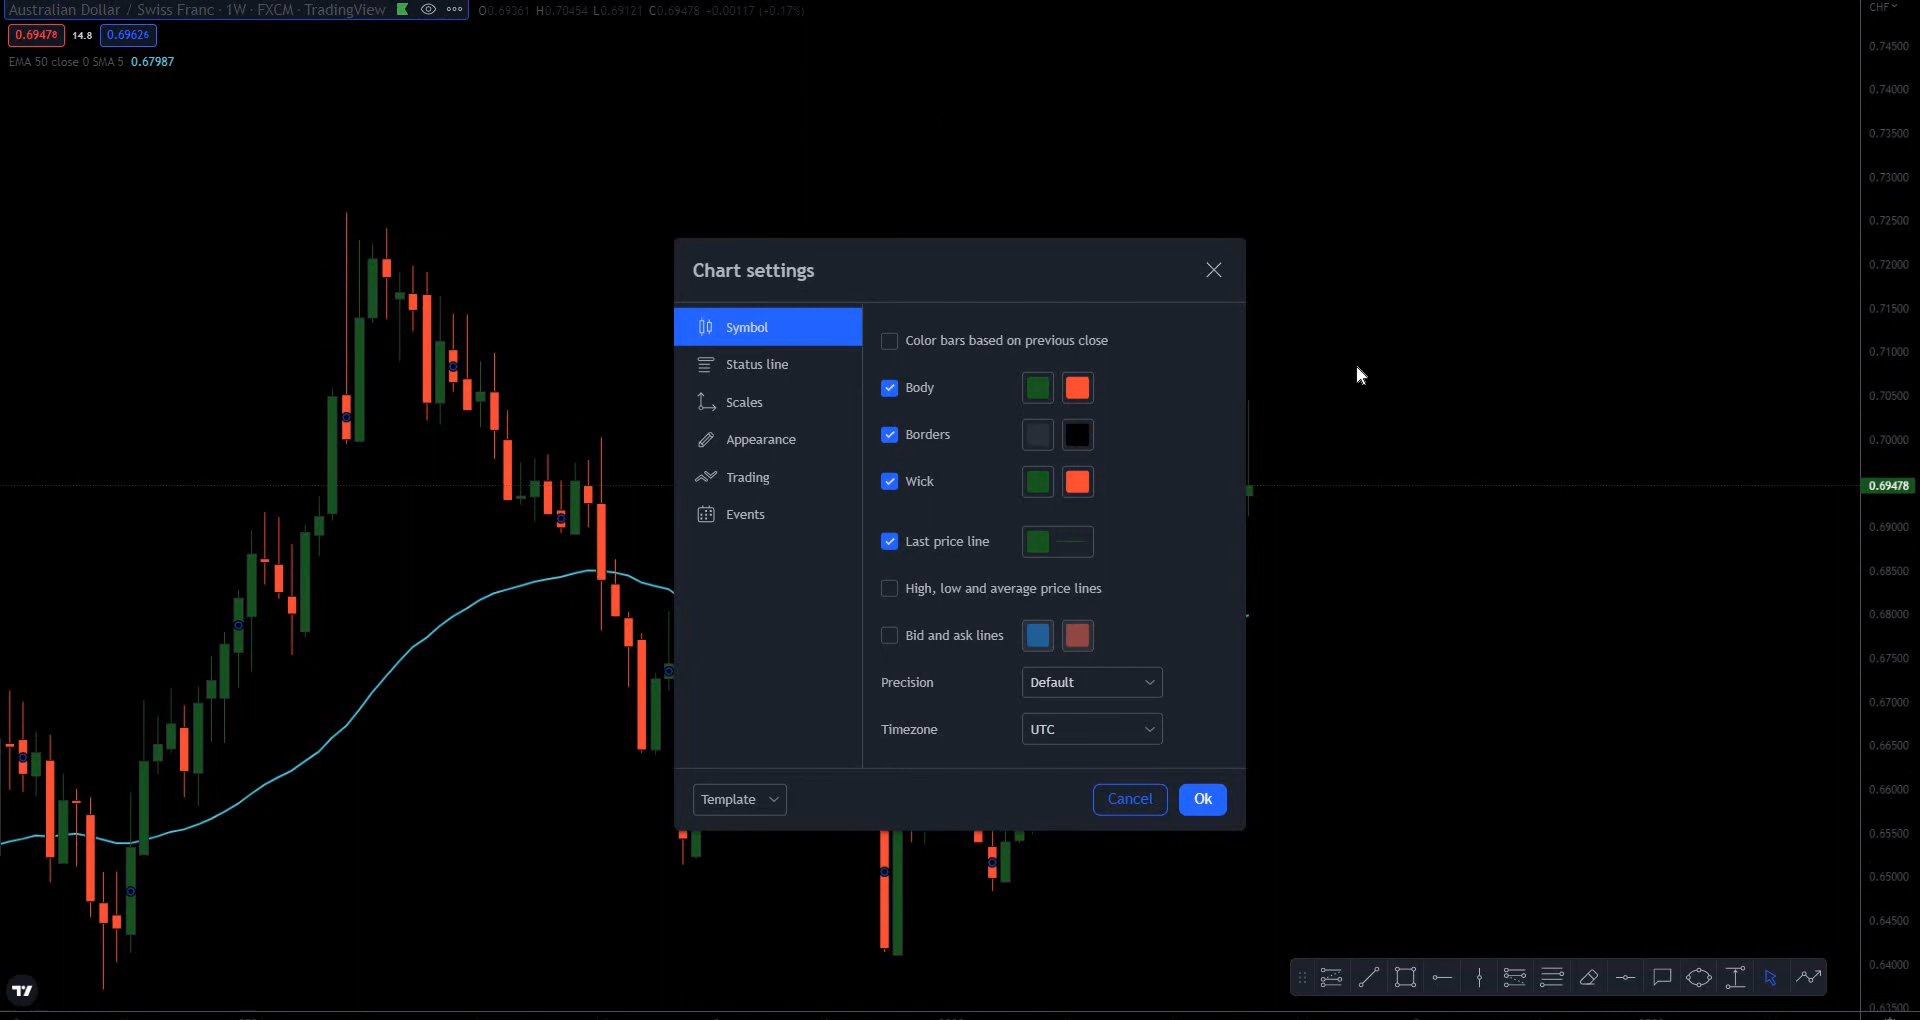 Australian Dollar / Swiss Franc · 1W · FXCM · TradingView
O0.69361 H0.70454 L0.69121 C0.69478 +0.00117 (+0.17%)
CHF
0.69478 14.8 0.69626
EMA 50 close 0 SMA 5 0.67987
0.74500
0.74000
0.73500
0.73000
0.72500
0.72000
0.71500
0.71000
0.70500
0.70000
0.69478
0.69000
0.68500
0.68000
0.67500
0.67000
0.66500
0.66000
0.65500
0.65000
0.64500
0.64000
0.63500
Chart settings
Symbol
Status line
Scales
Appearance
Trading
Events
Color bars based on previous close
Body
Borders
Wick
Last price line
High, low and average price lines
Bid and ask lines
Precision Default
Timezone UTC
Template
Cancel
Ok